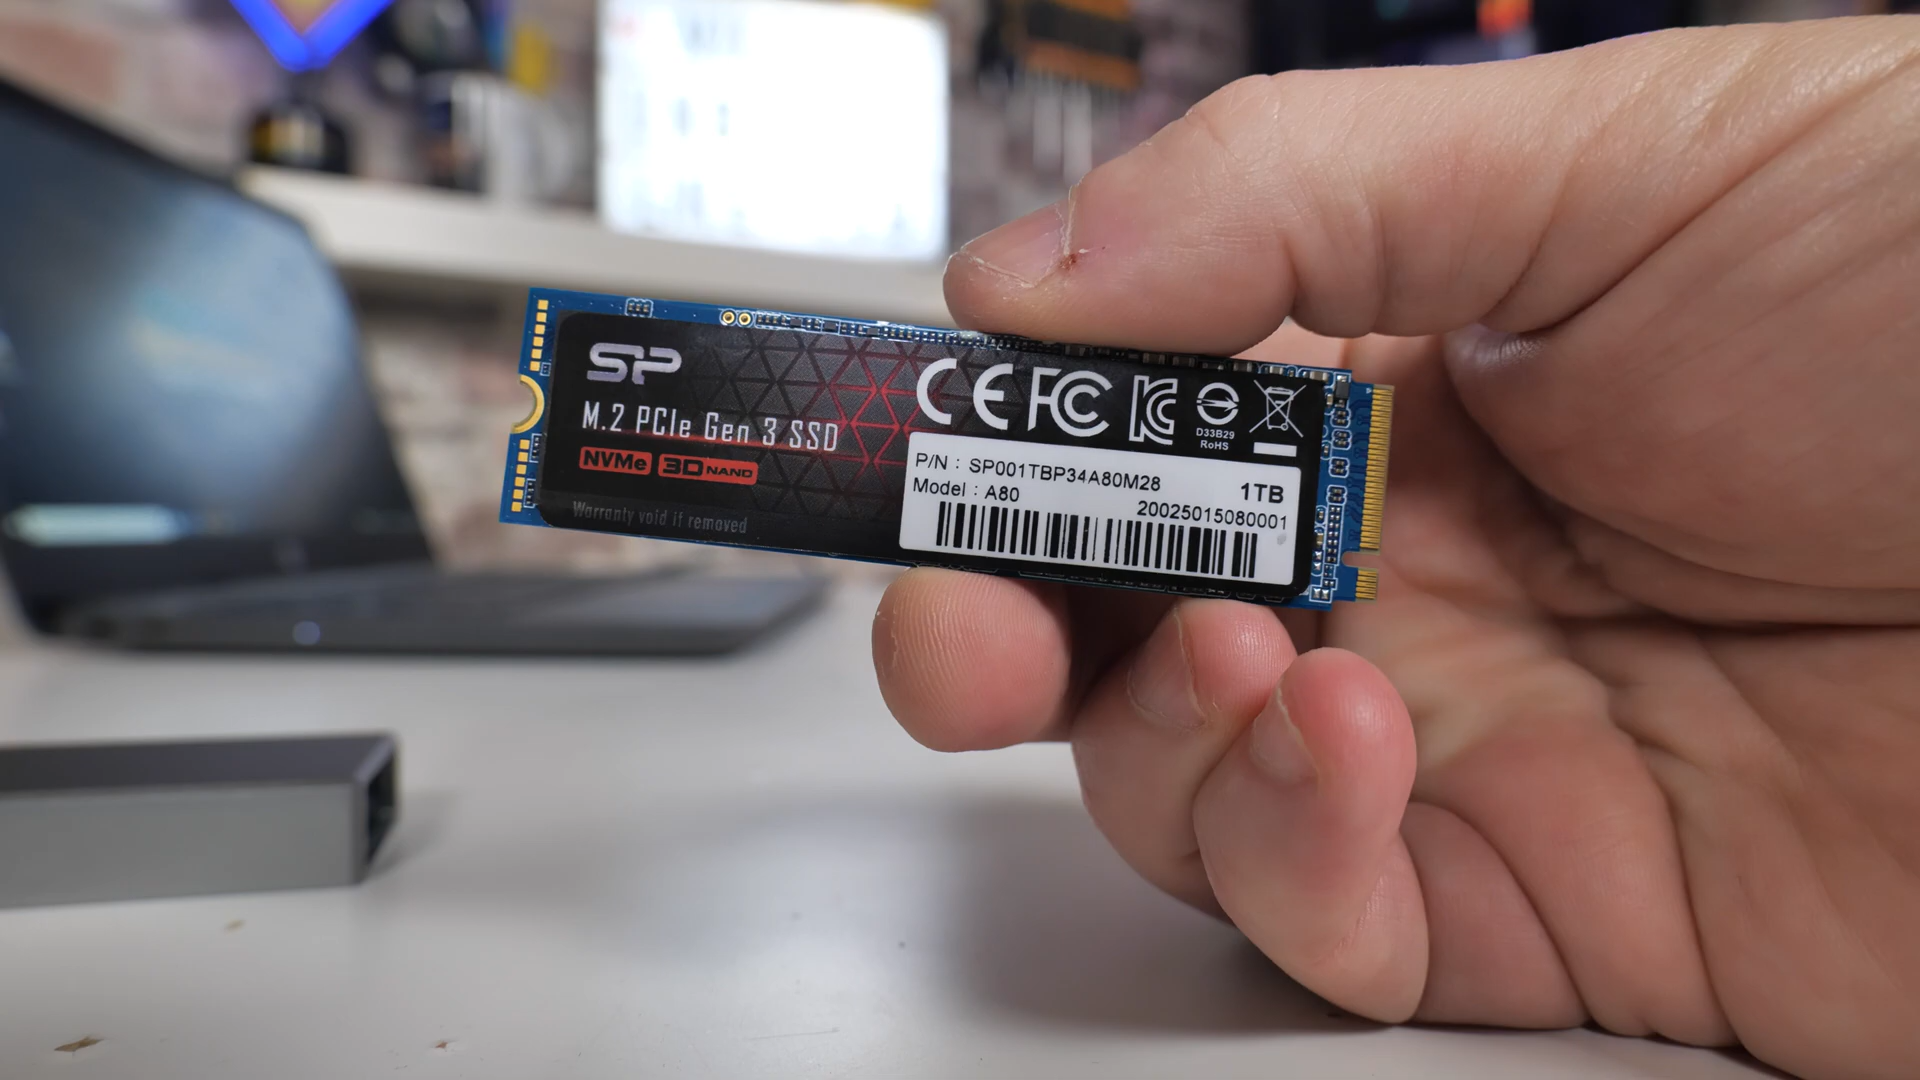 SP
M.2 PCIe Gen 3 SSD
NVMe 3D NAND
Warranty void if removed
CE FC KC
D33B29
RoHS
P/N : SP001TBP34A80M28
1TB
Model : A80
20025015080001